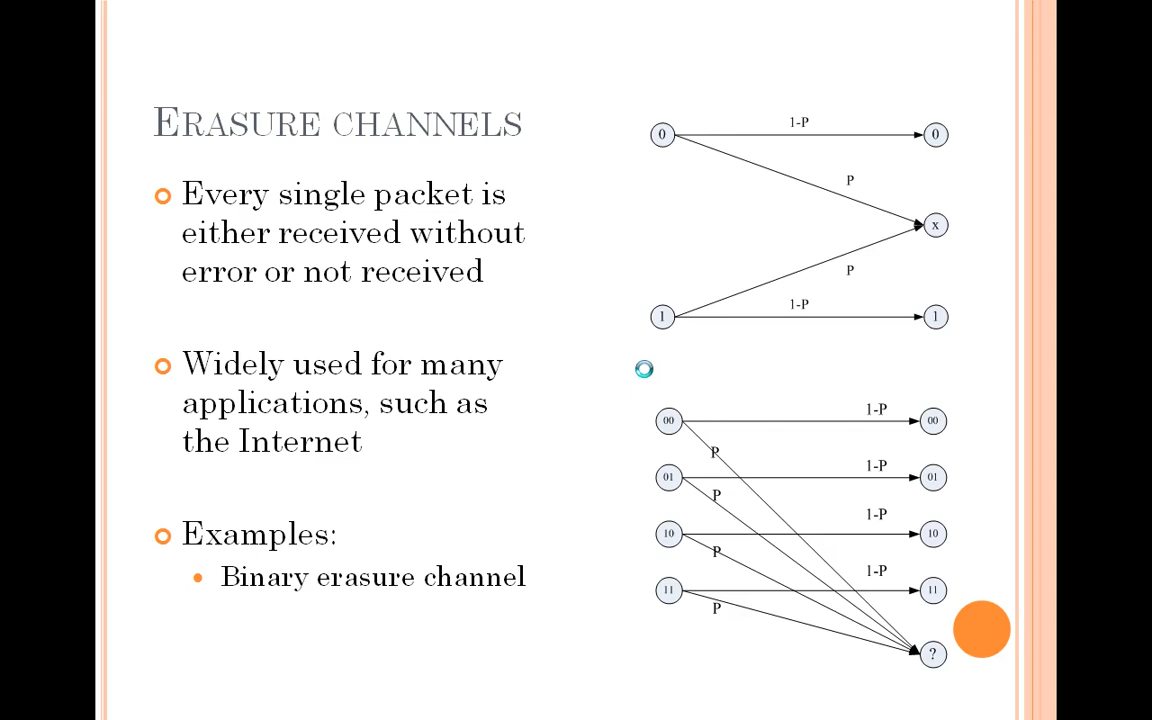 ERASURE CHANNELS
Every single packet is
either received without
error or not received
Widely used for many
applications, such as
the Internet
Examples:
Binary erasure channel
0 1-P 0
P
x
P
1 1-P 1
00 1-P 00
P
01 1-P 01
P
10 1-P 10
P
11 1-P 11
P
?